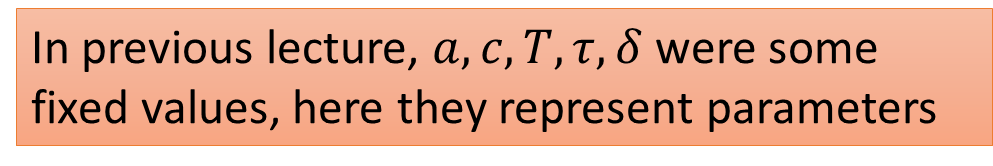 In previous lecture, 𝑎, 𝑐, 𝑇, 𝜏, 𝛿 were some
fixed values, here they represent parameters